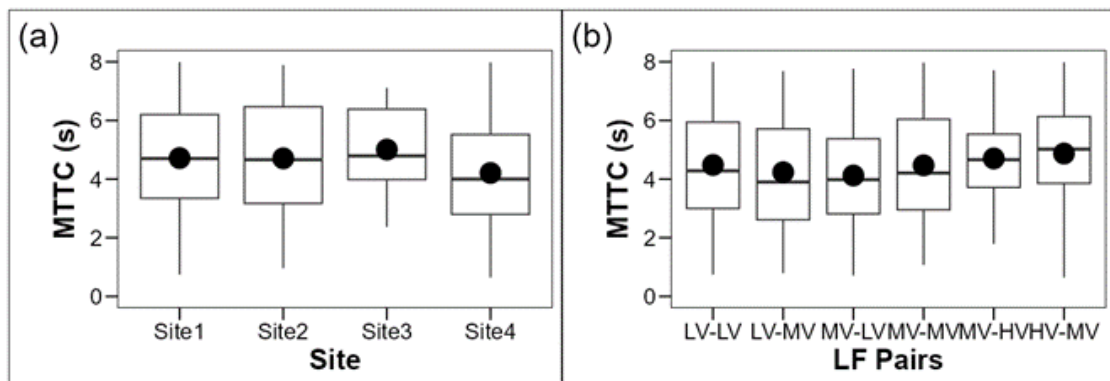 (a)
MTTC (s)
8
6
4
2
0
Site1 Site2 Site3 Site4
Site
(b)
MTTC (s)
8
6
4
2
0
LV-LV LV-MV MV-LV MV-MV MV-HV HV-MV
LF Pairs